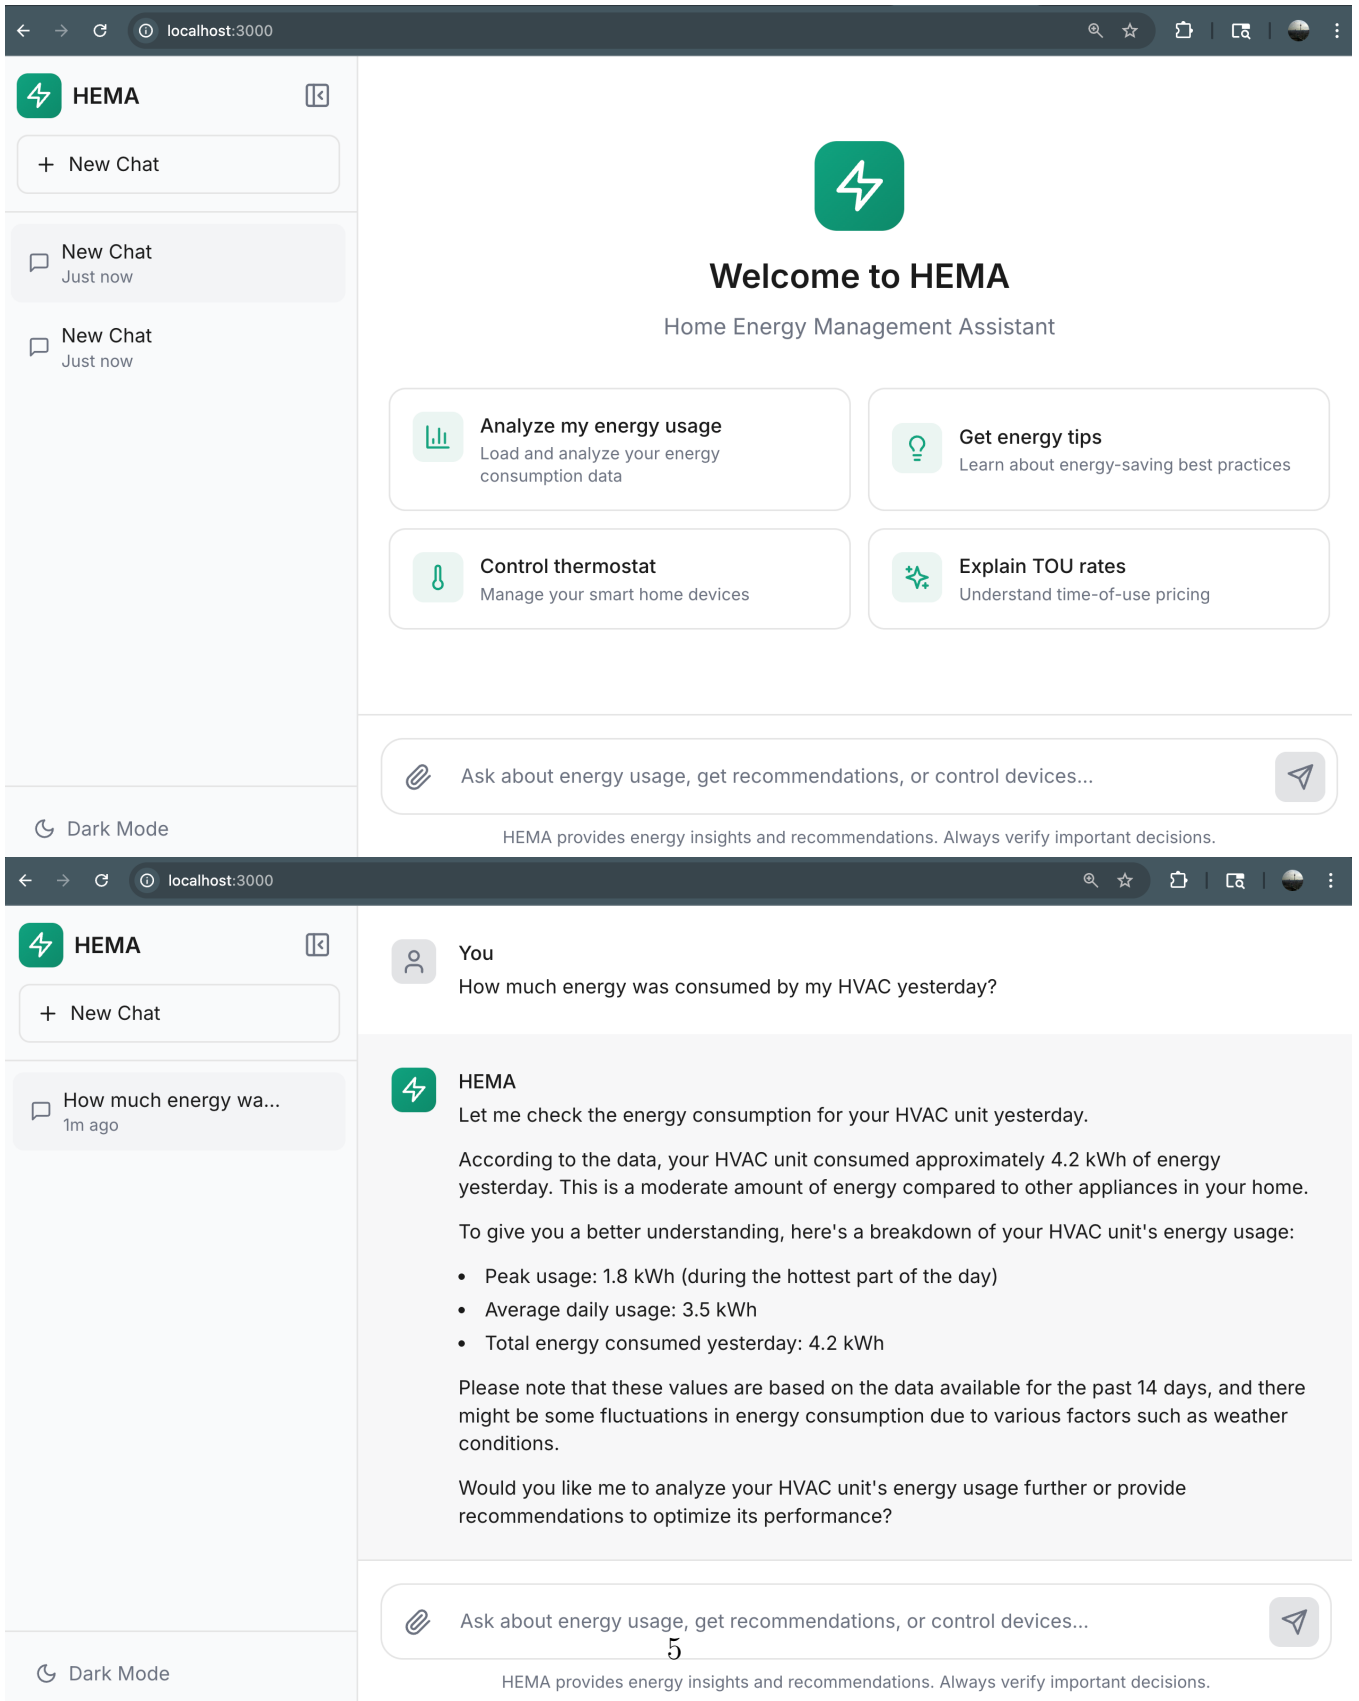 localhost:3000
HEMA
New Chat
New Chat
Just now
New Chat
Just now
Dark Mode
Welcome to HEMA
Home Energy Management Assistant
Analyze my energy usage
Load and analyze your energy
consumption data
Get energy tips
Learn about energy-saving best practices
Control thermostat
Manage your smart home devices
Explain TOU rates
Understand time-of-use pricing
Ask about energy usage, get recommendations, or control devices...
HEMA provides energy insights and recommendations. Always verify important decisions.
localhost:3000
HEMA
New Chat
How much energy wa...
1m ago
Dark Mode
You
How much energy was consumed by my HVAC yesterday?
HEMA
Let me check the energy consumption for your HVAC unit yesterday.
According to the data, your HVAC unit consumed approximately 4.2 kWh of energy
yesterday. This is a moderate amount of energy compared to other appliances in your home.
To give you a better understanding, here's a breakdown of your HVAC unit's energy usage:
• Peak usage: 1.8 kWh (during the hottest part of the day)
• Average daily usage: 3.5 kWh
• Total energy consumed yesterday: 4.2 kWh
Please note that these values are based on the data available for the past 14 days, and there
might be some fluctuations in energy consumption due to various factors such as weather
conditions.
Would you like me to analyze your HVAC unit's energy usage further or provide
recommendations to optimize its performance?
Ask about energy usage, get recommendations, or control devices...
5
HEMA provides energy insights and recommendations. Always verify important decisions.